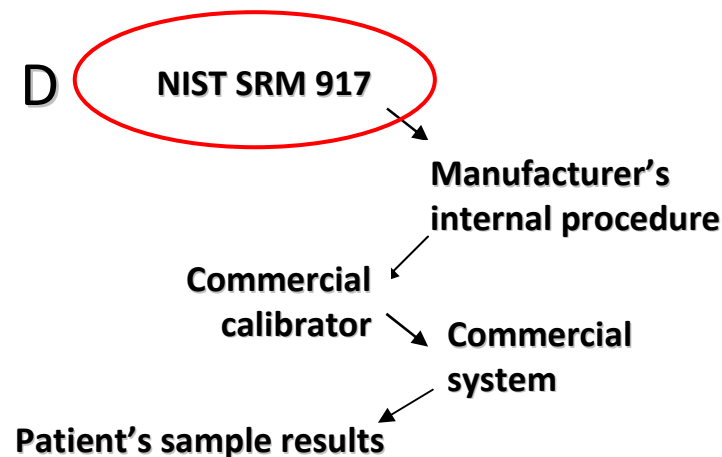 D
NIST SRM 917
Manufacturer’s
internal procedure
Commercial
calibrator
Commercial
system
Patient’s sample results